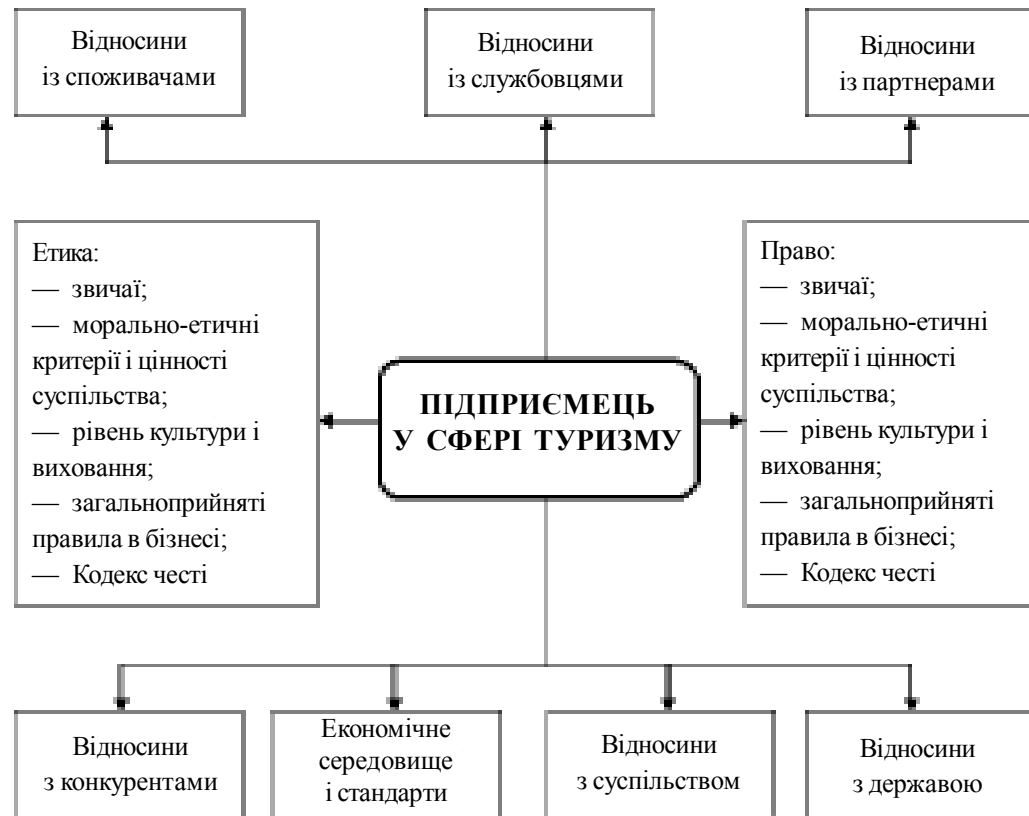 Відносини
із споживачами
Відносини
із службовцями
Відносини
із партнерами
Етика:
— звичаї;
— морально-етичні
критерії і цінності
суспільства;
— рівень культури і
виховання;
— загальноприйняті
правила в бізнесі;
— Кодекс честі
ПІДПРИЄМЕЦЬ
У СФЕРІ ТУРИЗМУ
Право:
— звичаї;
— морально-етичні
критерії і цінності
суспільства;
— рівень культури і
виховання;
— загальноприйняті
правила в бізнесі;
— Кодекс честі
Відносини
з конкурентами
Економічне
середовище
і стандарти
Відносини
з суспільством
Відносини
з державою